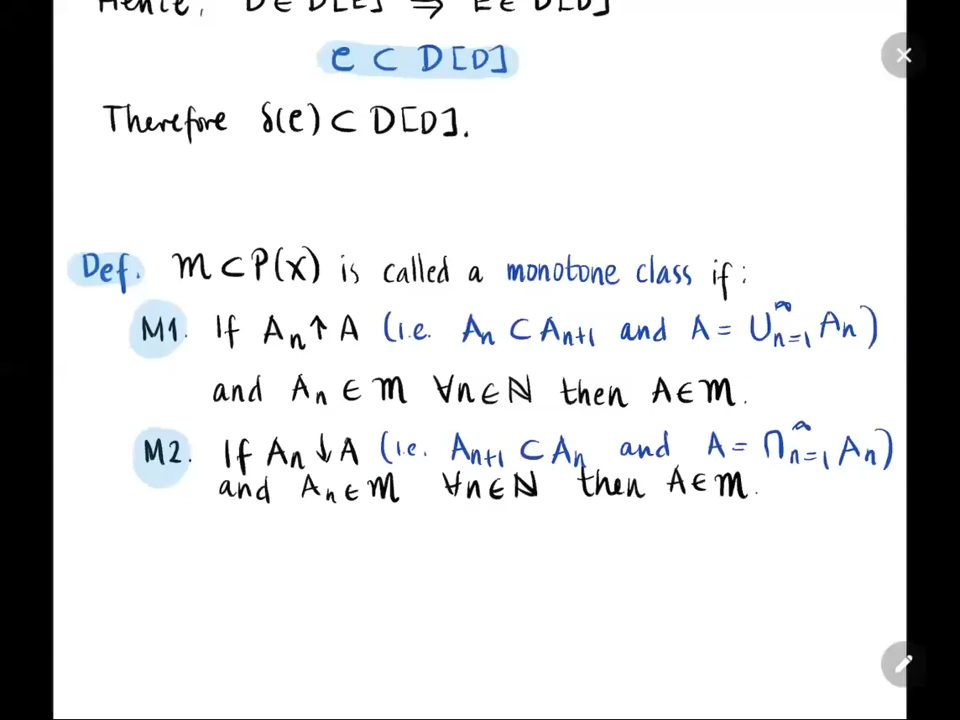 Hence, D ∈ D[E] ⇒ E ∈ D[D]
e ⊂ D[D]
Therefore δ(e) ⊂ D[D].
Def. m ⊂ P(X) is called a monotone class if:
M1. If An ↑ A (i.e. An ⊂ An+1 and A = ∪_{n=1}^∞ An)
and An ∈ m ∀n ∈ ℕ then A ∈ m.
M2. If An ↓ A (i.e. An+1 ⊂ An and A = ∩_{n=1}^∞ An)
and An ∈ m ∀n ∈ ℕ then A ∈ m.